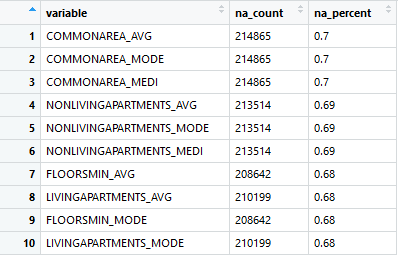 variable na_count na_percent
1 COMMONAREA_AVG 214865 0.7
2 COMMONAREA_MODE 214865 0.7
3 COMMONAREA_MEDI 214865 0.7
4 NONLIVINGAPARTMENTS_AVG 213514 0.69
5 NONLIVINGAPARTMENTS_MODE 213514 0.69
6 NONLIVINGAPARTMENTS_MEDI 213514 0.69
7 FLOORSMIN_AVG 208642 0.68
8 LIVINGAPARTMENTS_AVG 210199 0.68
9 FLOORSMIN_MODE 208642 0.68
10 LIVINGAPARTMENTS_MODE 210199 0.68